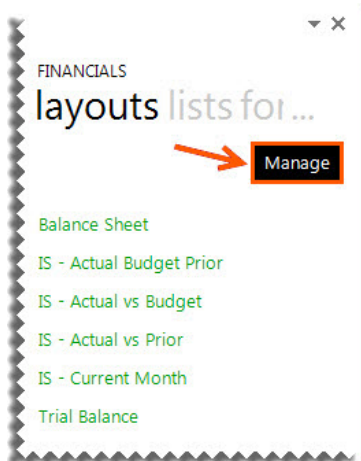 FINANCIALS
layouts lists for...
Manage
Balance Sheet
IS - Actual Budget Prior
IS - Actual vs Budget
IS - Actual vs Prior
IS - Current Month
Trial Balance